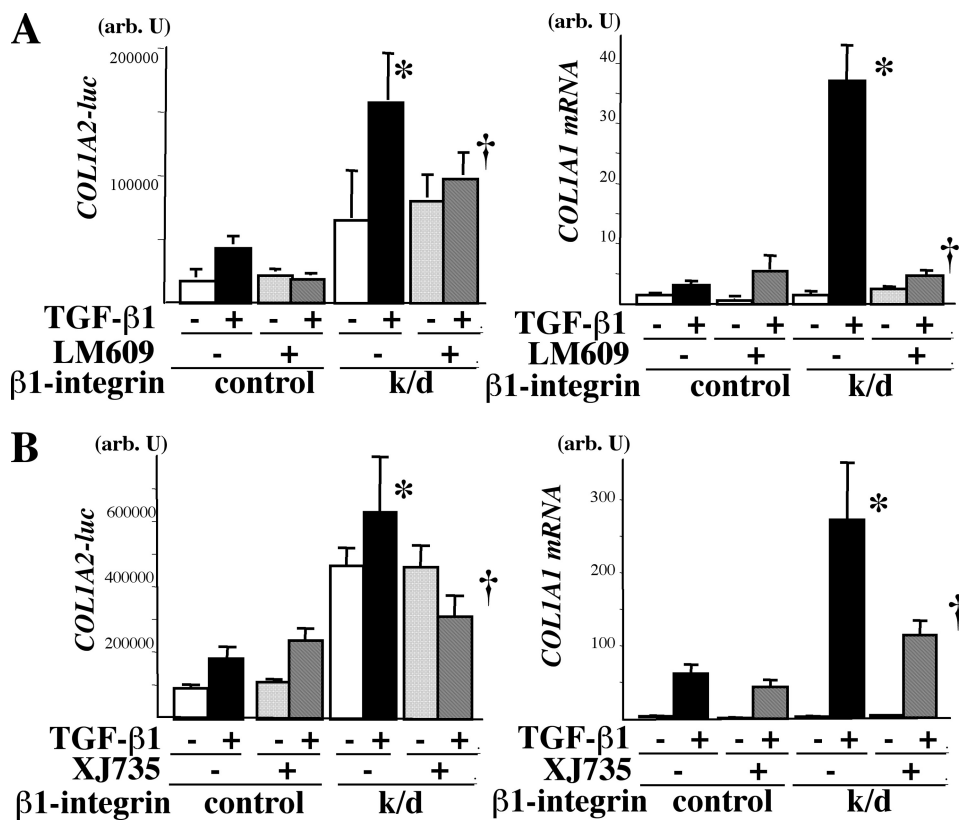 A
(arb. U)
COL1A2-luc
200000
100000
*
†
TGF-β1 - + - + - + - +
LM609 - + - +
β1-integrin control k/d
(arb. U)
COL1A1 mRNA
40
30
20
10
*
†
TGF-β1 - + - + - + - +
LM609 - + - +
β1-integrin control k/d
B
(arb. U)
COL1A2-luc
600000
400000
200000
*
†
TGF-β1 - + - + - + - +
XJ735 - + - +
β1-integrin control k/d
(arb. U)
COL1A1 mRNA
300
200
100
*
†
TGF-β1 - + - + - + - +
XJ735 - + - +
β1-integrin control k/d